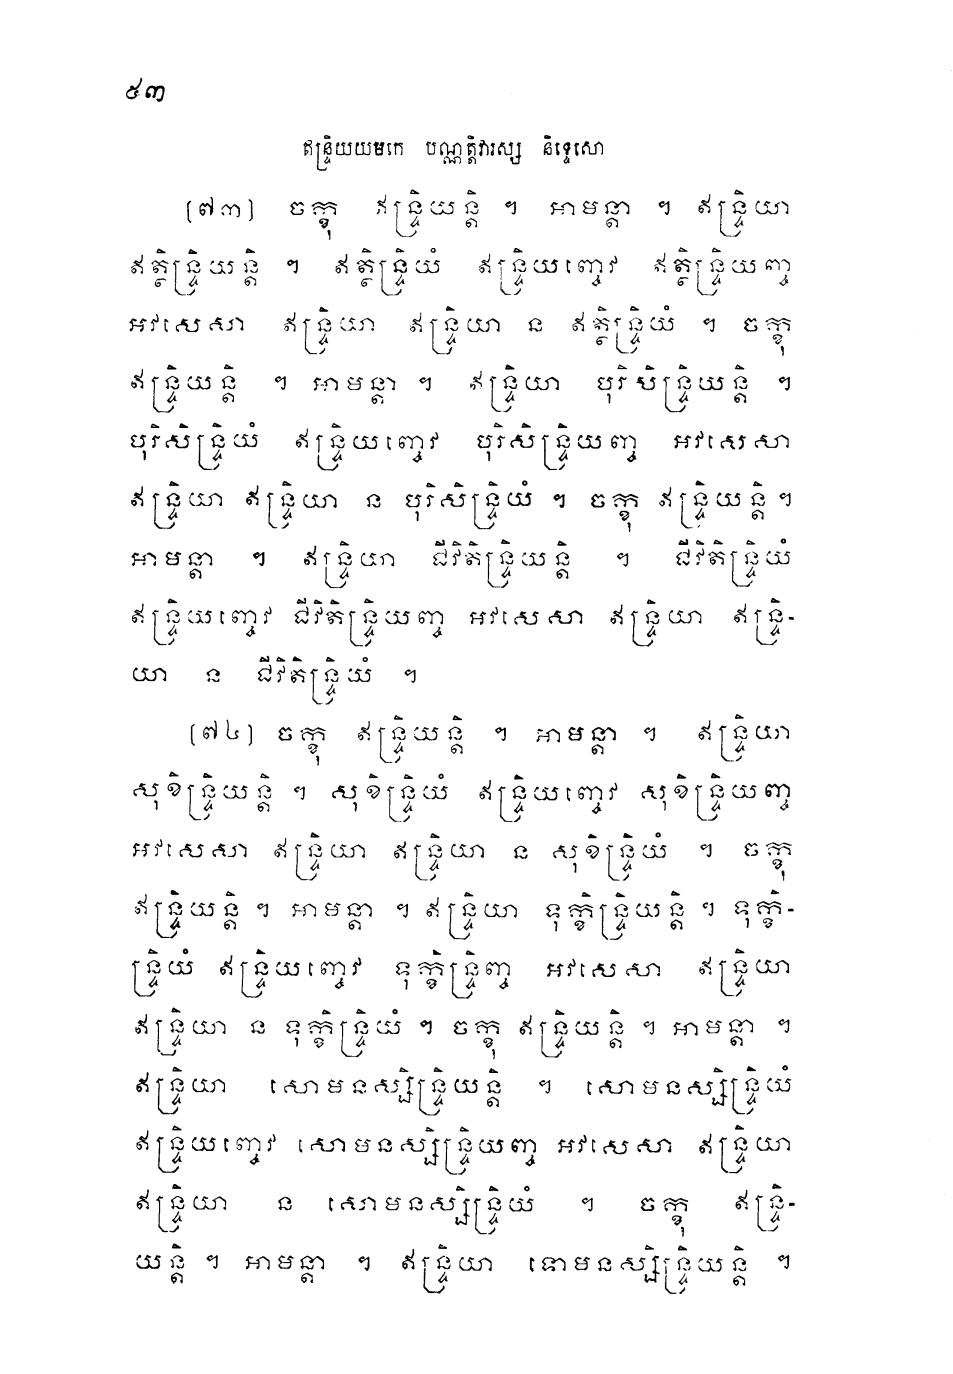 ៥៣
ឥន្ទ្រិយយមកេ បណ្ណត្តិវារស្ស និទ្ទេសោ
(៧៣) ចក្ខុ ឥន្ទ្រិយន្តិ ។ អាមន្តា ។ ឥន្ទ្រិយា
ឥត្ថិន្ទ្រិយន្តិ ។ ឥត្ថិន្ទ្រិយំ ឥន្ទ្រិយញ្ចេវ ឥត្ថិន្ទ្រិយញ្ច
អវសេសា ឥន្ទ្រិយា ឥន្ទ្រិយា ន ឥត្ថិន្ទ្រិយំ ។ ចក្ខុ
ឥន្ទ្រិយន្តិ ។ អាមន្តា ។ ឥន្ទ្រិយា បុរិសិន្ទ្រិយន្តិ ។
បុរិសិន្ទ្រិយំ ឥន្ទ្រិយញ្ចេវ បុរិសិន្ទ្រិយញ្ច អវសេសា
ឥន្ទ្រិយា ឥន្ទ្រិយា ន បុរិសិន្ទ្រិយំ ។ ចក្ខុ ឥន្ទ្រិយន្តិ ។
អាមន្តា ។ ឥន្ទ្រិយា ជីវិតិន្ទ្រិយន្តិ ។ ជីវិតិន្ទ្រិយំ
ឥន្ទ្រិយញ្ចេវ ជីវិតិន្ទ្រិយញ្ច អវសេសា ឥន្ទ្រិយា ឥន្ទ្រិ-
យា ន ជីវិតិន្ទ្រិយំ ។
(៧៤) ចក្ខុ ឥន្ទ្រិយន្តិ ។ អាមន្តា ។ ឥន្ទ្រិយា
សុខិន្ទ្រិយន្តិ ។ សុខិន្ទ្រិយំ ឥន្ទ្រិយញ្ចេវ សុខិន្ទ្រិយញ្ច
អវសេសា ឥន្ទ្រិយា ឥន្ទ្រិយា ន សុខិន្ទ្រិយំ ។ ចក្ខុ
ឥន្ទ្រិយន្តិ ។ អាមន្តា ។ ឥន្ទ្រិយា ទុក្ខិន្ទ្រិយន្តិ ។ ទុក្ខិ-
ន្ទ្រិយំ ឥន្ទ្រិយញ្ចេវ ទុក្ខិន្ទ្រិញ្ច អវសេសា ឥន្ទ្រិយា
ឥន្ទ្រិយា ន ទុក្ខិន្ទ្រិយំ ។ ចក្ខុ ឥន្ទ្រិយន្តិ ។ អាមន្តា ។
ឥន្ទ្រិយា សោមនស្សិន្ទ្រិយន្តិ ។ សោមនស្សិន្ទ្រិយំ
ឥន្ទ្រិយញ្ចេវ សោមនស្សិន្ទ្រិយញ្ច អវសេសា ឥន្ទ្រិយា
ឥន្ទ្រិយា ន សោមនស្សិន្ទ្រិយំ ។ ចក្ខុ ឥន្ទ្រិ-
យន្តិ ។ អាមន្តា ។ ឥន្ទ្រិយា ទោមនស្សិន្ទ្រិយន្តិ ។